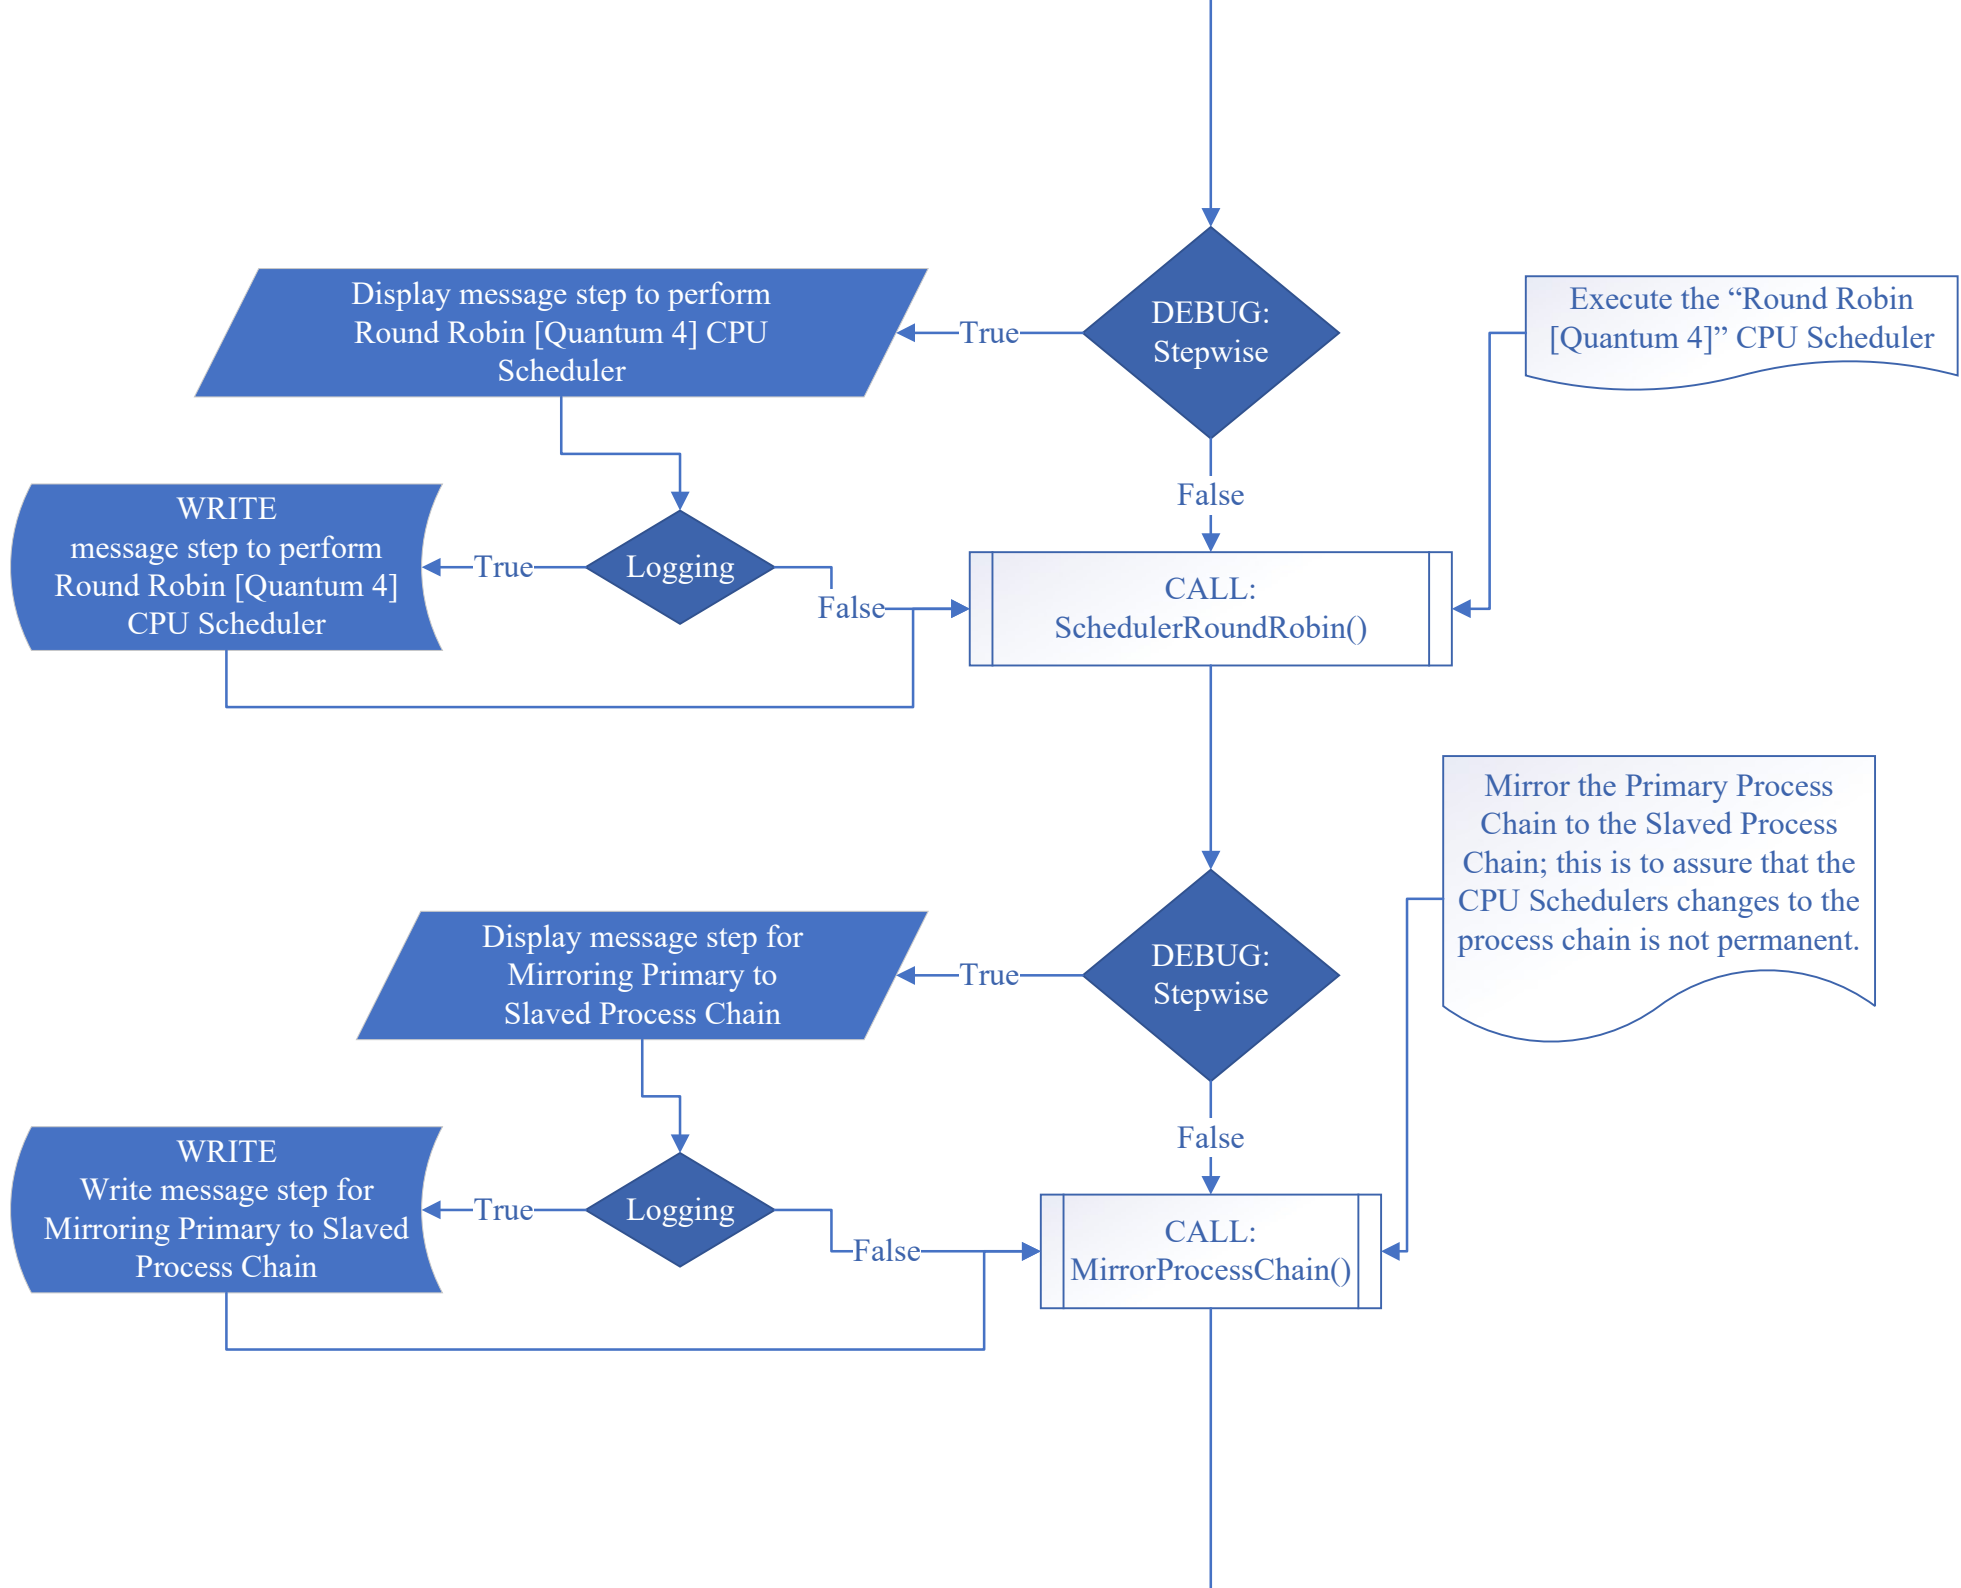 Display message step to perform
Round Robin [Quantum 4] CPU
Scheduler
True
DEBUG:
Stepwise
Execute the “Round Robin
[Quantum 4]” CPU Scheduler
False
WRITE
message step to perform
Round Robin [Quantum 4]
CPU Scheduler
True
Logging
False
CALL:
SchedulerRoundRobin()
Mirror the Primary Process
Chain to the Slaved Process
Chain; this is to assure that the
CPU Schedulers changes to the
process chain is not permanent.
Display message step for
Mirroring Primary to
Slaved Process Chain
True
DEBUG:
Stepwise
False
WRITE
Write message step for
Mirroring Primary to Slaved
Process Chain
True
Logging
False
CALL:
MirrorProcessChain()